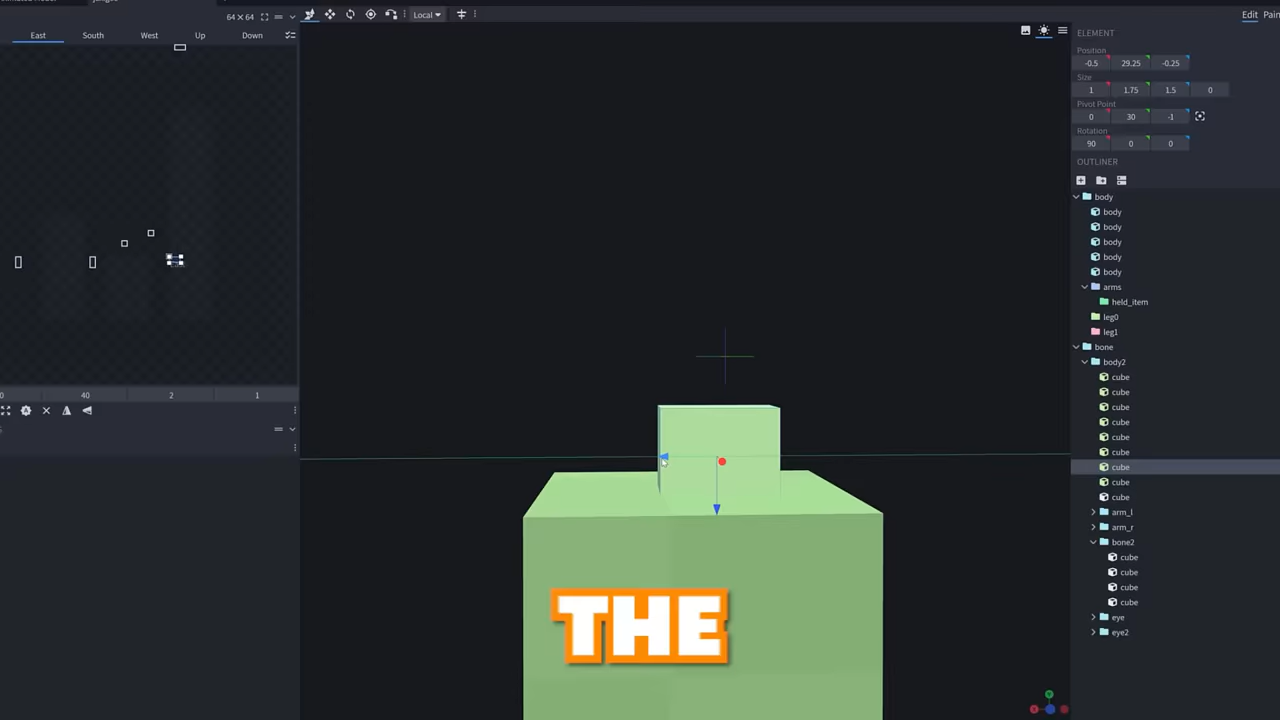 64 × 64
Local
Edit
Pain
East
South
West
Up
Down
ELEMENT
Position
-0.5
29.25
-0.25
Size
1
1.75
1.5
0
Pivot Point
0
30
-1
Rotation
90
0
0
OUTLINER
body
body
body
body
body
body
arms
held_item
leg0
leg1
bone
body2
cube
cube
cube
cube
cube
cube
cube
cube
cube
arm_l
arm_r
bone2
cube
cube
cube
cube
eye
eye2
0
40
2
1
THE